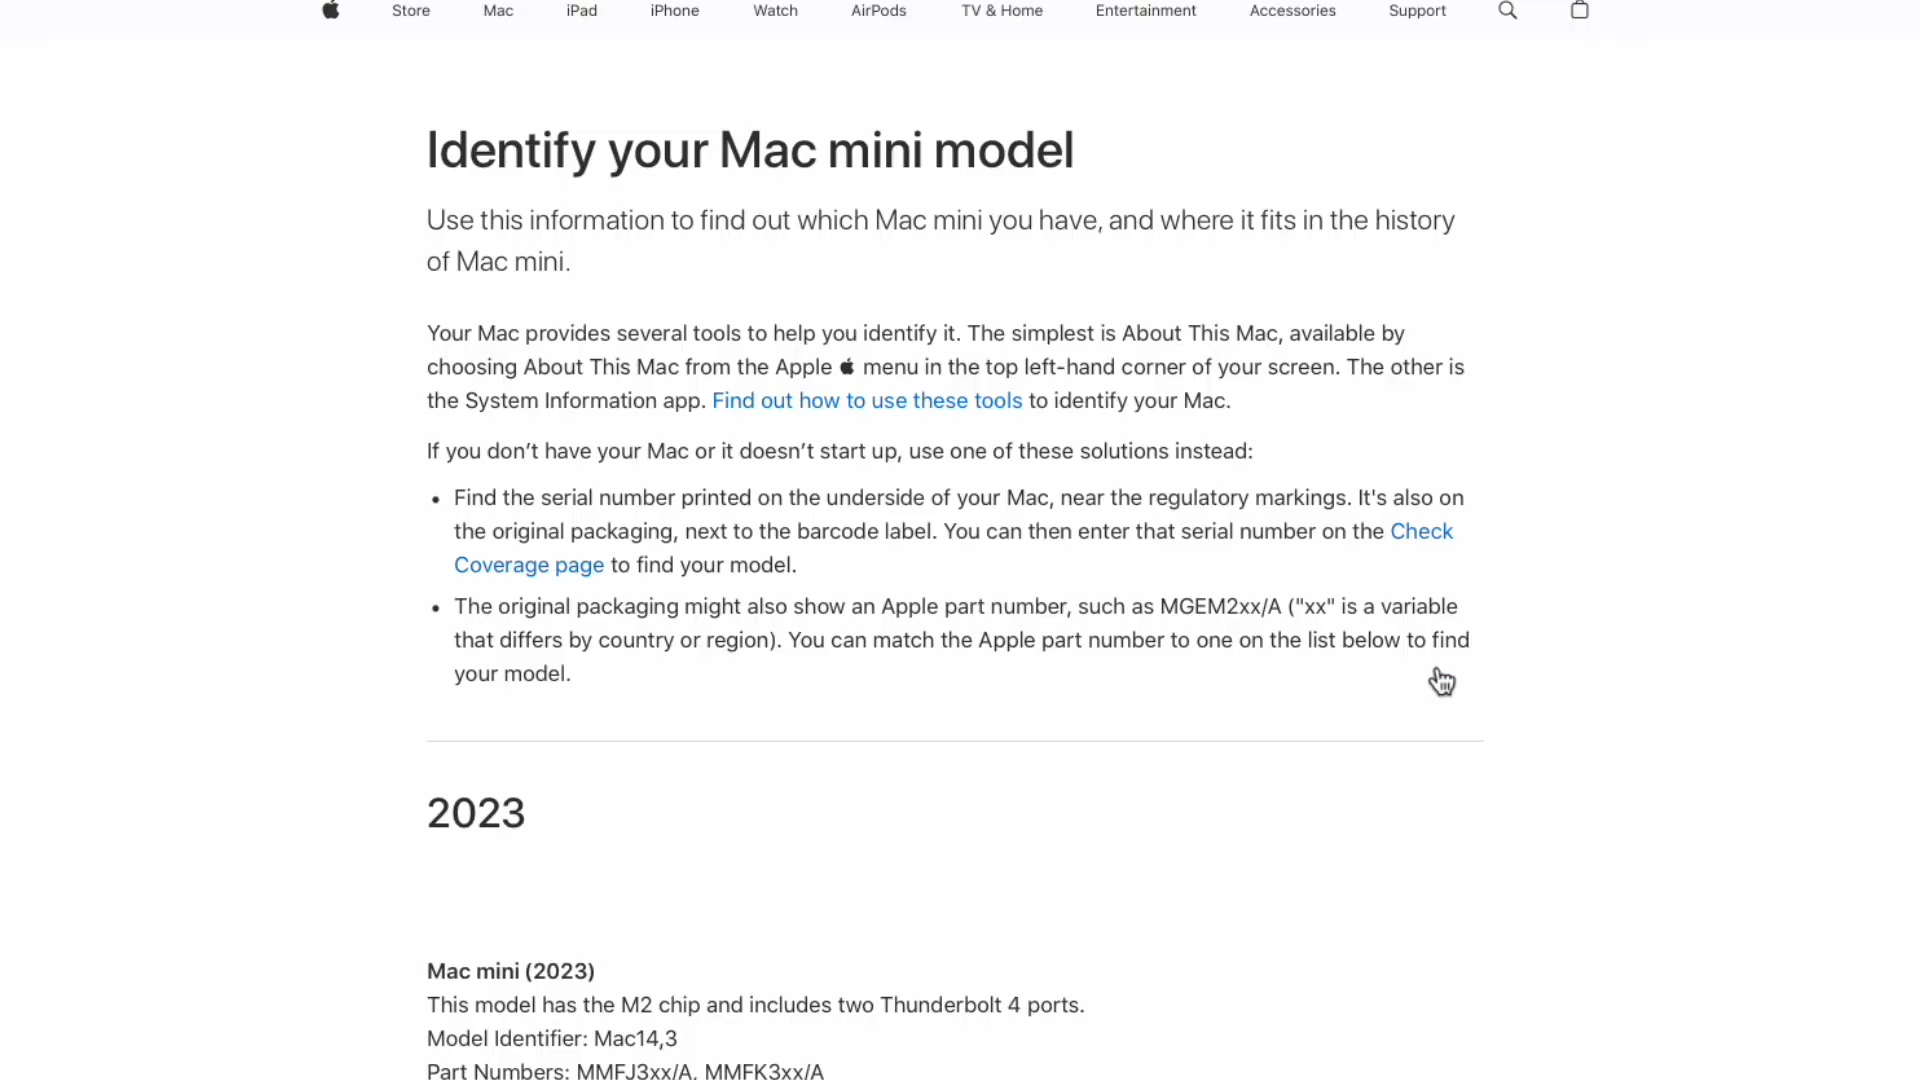 Store Mac iPad iPhone Watch AirPods TV & Home Entertainment Accessories Support
Identify your Mac mini model
Use this information to find out which Mac mini you have, and where it fits in the history
of Mac mini.
Your Mac provides several tools to help you identify it. The simplest is About This Mac, available by
choosing About This Mac from the Apple  menu in the top left-hand corner of your screen. The other is
the System Information app. Find out how to use these tools to identify your Mac.
If you don’t have your Mac or it doesn’t start up, use one of these solutions instead:
• Find the serial number printed on the underside of your Mac, near the regulatory markings. It's also on
the original packaging, next to the barcode label. You can then enter that serial number on the Check
Coverage page to find your model.
• The original packaging might also show an Apple part number, such as MGEM2xx/A ("xx" is a variable
that differs by country or region). You can match the Apple part number to one on the list below to find
your model.
2023
Mac mini (2023)
This model has the M2 chip and includes two Thunderbolt 4 ports.
Model Identifier: Mac14,3
Part Numbers: MMFJ3xx/A, MMFK3xx/A